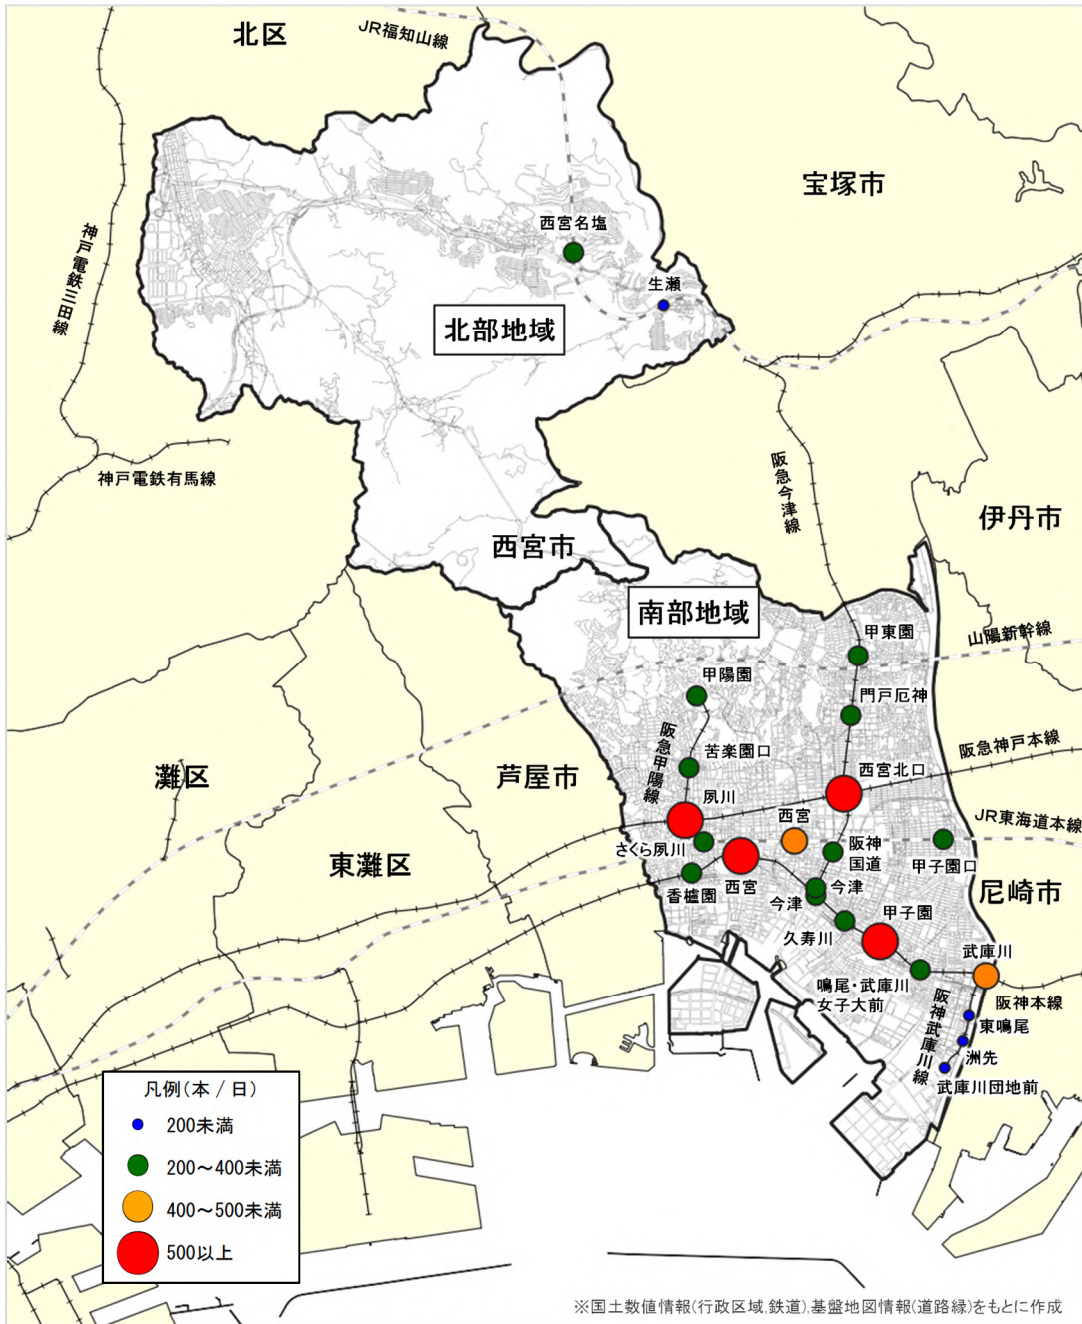 北区
JR福知山線
宝塚市
西宮名塩
神戸電鉄三田線
生瀬
北部地域
神戸電鉄有馬線
阪急今津線
伊丹市
西宮市
南部地域
甲東園
山陽新幹線
甲陽園
門戸厄神
阪急甲陽線
苦楽園口
阪急神戸本線
灘区
芦屋市
西宮北口
夙川
西宮
JR東海道本線
さくら夙川
阪神
国道
甲子園口
東灘区
香櫨園
西宮
今津
今津
尼崎市
甲子園
久寿川
武庫川
鳴尾・武庫川
女子大前
阪神武庫川線
阪神本線
東鳴尾
洲先
武庫川団地前
凡例(本 / 日)
200未満
200～400未満
400～500未満
500以上
※国土数値情報(行政区域,鉄道),基盤地図情報(道路縁)をもとに作成